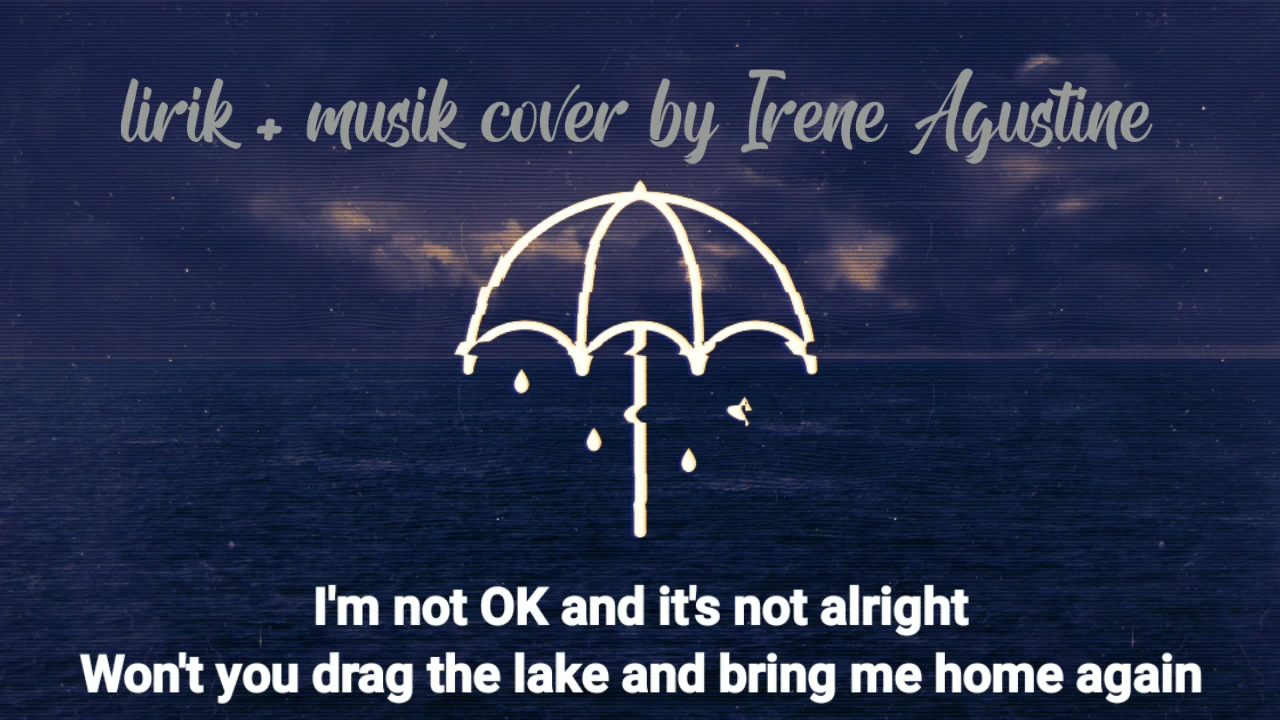 lirik + musik cover by Irene Agustine
I'm not OK and it's not alright
Won't you drag the lake and bring me home again